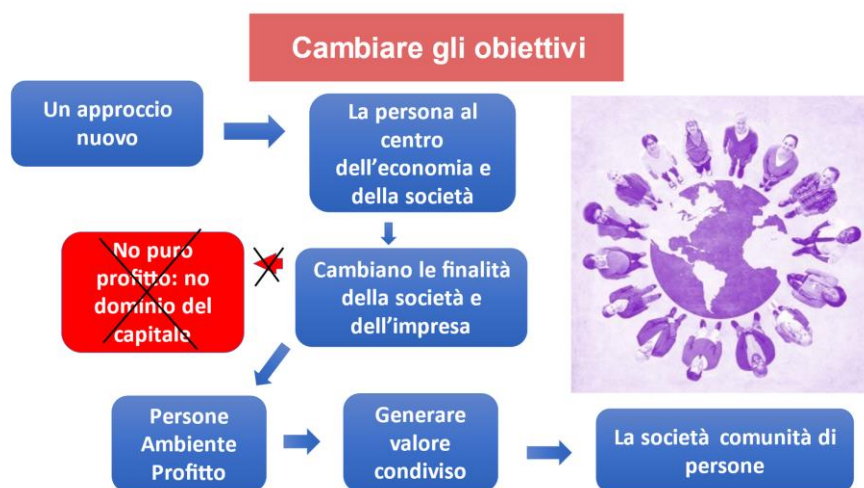 Cambiare gli obiettivi
Un approccio
nuovo
La persona al
centro
dell’economia e
della società
No puro
profitto: no
dominio del
capitale
Cambiano le finalità
della società e
dell’impresa
Persone
Ambiente
Profitto
Generare
valore
condiviso
La società comunità di
persone